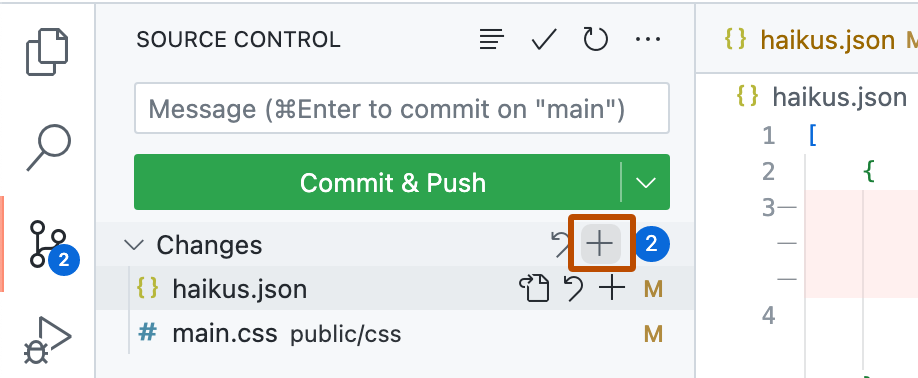 SOURCE CONTROL
Message (⌘Enter to commit on "main")
Commit & Push
Changes 2
{} haikus.json M
# main.css public/css M
2
{} haikus.json M
{} haikus.json
1 [
2 {
3—
—
—
4